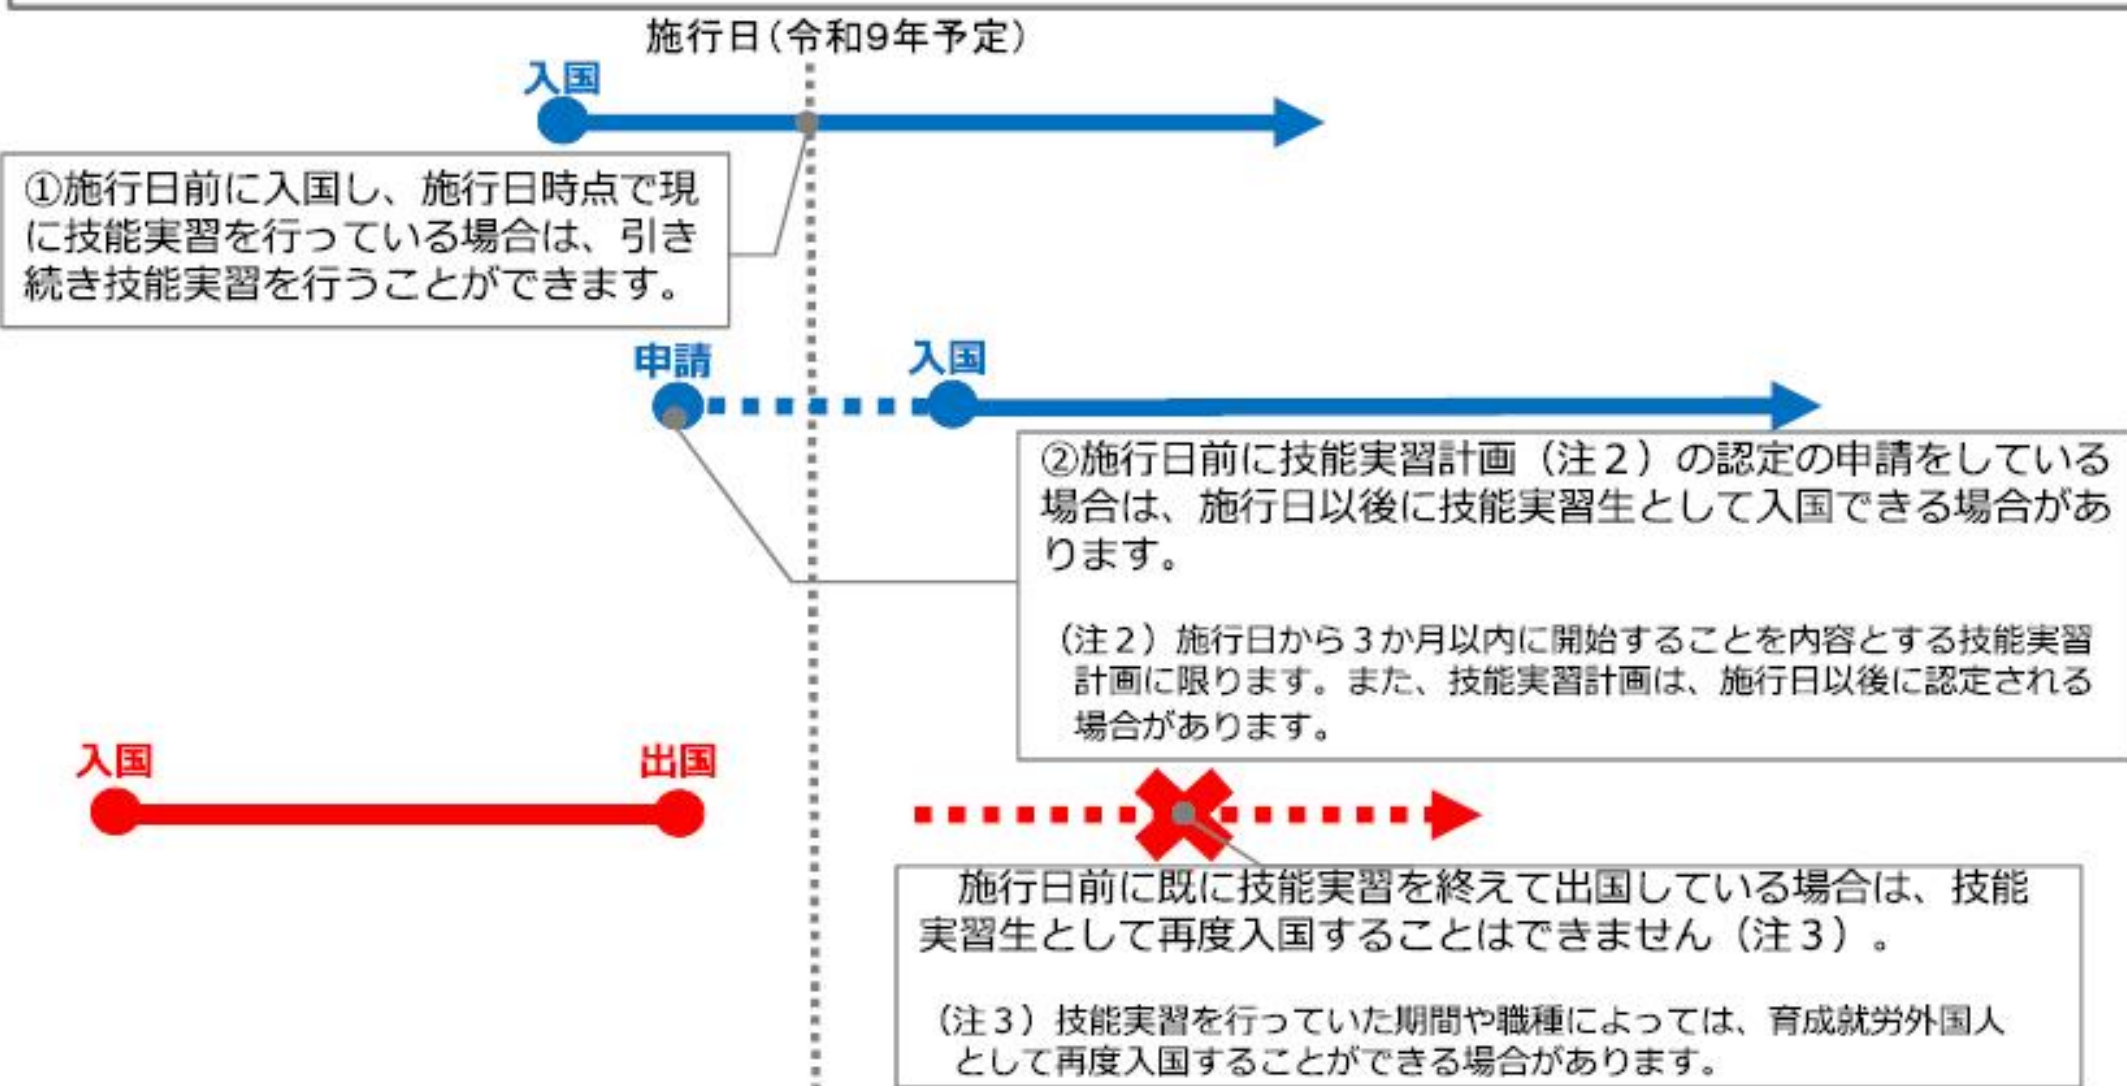 施行日(令和9年予定)
入国
①施行日前に入国し、施行日時点で現
に技能実習を行っている場合は、引き
続き技能実習を行うことができます。
申請
入国
②施行日前に技能実習計画（注２）の認定の申請をしている
場合は、施行日以後に技能実習生として入国できる場合があ
ります。
（注２）施行日から３か月以内に開始することを内容とする技能実習
計画に限ります。また、技能実習計画は、施行日以後に認定される
場合があります。
入国
出国
施行日前に既に技能実習を終えて出国している場合は、技能
実習生として再度入国することはできません（注３）。
（注３）技能実習を行っていた期間や職種によっては、育成就労外国人
として再度入国することができる場合があります。